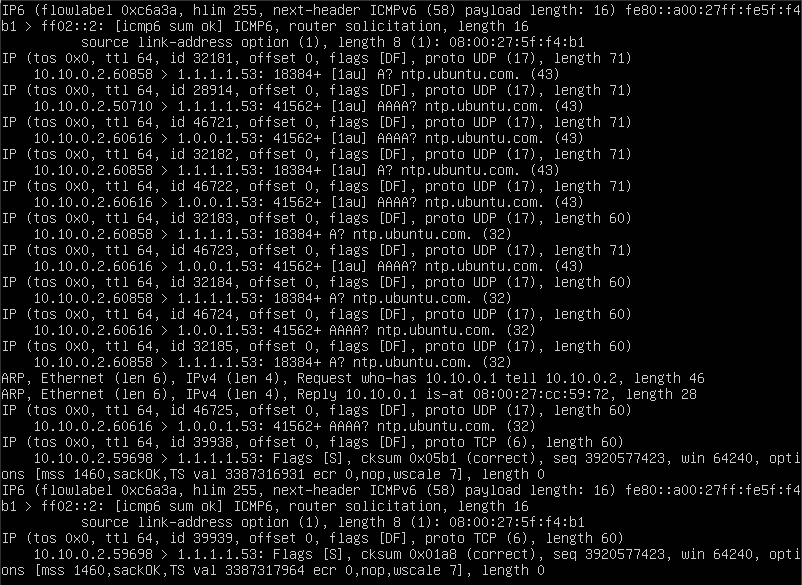 IP6 (flowlabel 0xc6a3a, hlim 255, next-header ICMPv6 (58) payload length: 16) fe80::a00:27ff:fe5f:f4
b1 > ff02::2: [icmp6 sum ok] ICMP6, router solicitation, length 16
source link-address option (1), length 8 (1): 08:00:27:5f:f4:b1
IP (tos 0x0, ttl 64, id 32181, offset 0, flags [DF], proto UDP (17), length 71)
10.10.0.2.60858 > 1.1.1.1.53: 18384+ [1au] A? ntp.ubuntu.com. (43)
IP (tos 0x0, ttl 64, id 28914, offset 0, flags [DF], proto UDP (17), length 71)
10.10.0.2.50710 > 1.1.1.1.53: 41562+ [1au] AAAA? ntp.ubuntu.com. (43)
IP (tos 0x0, ttl 64, id 46721, offset 0, flags [DF], proto UDP (17), length 71)
10.10.0.2.60616 > 1.0.0.1.53: 41562+ [1au] AAAA? ntp.ubuntu.com. (43)
IP (tos 0x0, ttl 64, id 32182, offset 0, flags [DF], proto UDP (17), length 71)
10.10.0.2.60858 > 1.1.1.1.53: 18384+ [1au] A? ntp.ubuntu.com. (43)
IP (tos 0x0, ttl 64, id 46722, offset 0, flags [DF], proto UDP (17), length 71)
10.10.0.2.60616 > 1.0.0.1.53: 41562+ [1au] AAAA? ntp.ubuntu.com. (43)
IP (tos 0x0, ttl 64, id 32183, offset 0, flags [DF], proto UDP (17), length 60)
10.10.0.2.60858 > 1.1.1.1.53: 18384+ A? ntp.ubuntu.com. (32)
IP (tos 0x0, ttl 64, id 46723, offset 0, flags [DF], proto UDP (17), length 71)
10.10.0.2.60616 > 1.0.0.1.53: 41562+ [1au] AAAA? ntp.ubuntu.com. (43)
IP (tos 0x0, ttl 64, id 32184, offset 0, flags [DF], proto UDP (17), length 60)
10.10.0.2.60858 > 1.1.1.1.53: 18384+ A? ntp.ubuntu.com. (32)
IP (tos 0x0, ttl 64, id 46724, offset 0, flags [DF], proto UDP (17), length 60)
10.10.0.2.60616 > 1.0.0.1.53: 41562+ AAAA? ntp.ubuntu.com. (32)
IP (tos 0x0, ttl 64, id 32185, offset 0, flags [DF], proto UDP (17), length 60)
10.10.0.2.60858 > 1.1.1.1.53: 18384+ A? ntp.ubuntu.com. (32)
ARP, Ethernet (len 6), IPv4 (len 4), Request who-has 10.10.0.1 tell 10.10.0.2, length 46
ARP, Ethernet (len 6), IPv4 (len 4), Reply 10.10.0.1 is-at 08:00:27:cc:59:72, length 28
IP (tos 0x0, ttl 64, id 46725, offset 0, flags [DF], proto UDP (17), length 60)
10.10.0.2.60616 > 1.0.0.1.53: 41562+ AAAA? ntp.ubuntu.com. (32)
IP (tos 0x0, ttl 64, id 39938, offset 0, flags [DF], proto TCP (6), length 60)
10.10.0.2.59698 > 1.1.1.1.53: Flags [S], cksum 0x05b1 (correct), seq 3920577423, win 64240, opti
ons [mss 1460,sackOK,TS val 3387316931 ecr 0,nop,wscale 7], length 0
IP6 (flowlabel 0xc6a3a, hlim 255, next-header ICMPv6 (58) payload length: 16) fe80::a00:27ff:fe5f:f4
b1 > ff02::2: [icmp6 sum ok] ICMP6, router solicitation, length 16
source link-address option (1), length 8 (1): 08:00:27:5f:f4:b1
IP (tos 0x0, ttl 64, id 39939, offset 0, flags [DF], proto TCP (6), length 60)
10.10.0.2.59698 > 1.1.1.1.53: Flags [S], cksum 0x01a8 (correct), seq 3920577423, win 64240, opti
ons [mss 1460,sackOK,TS val 3387317964 ecr 0,nop,wscale 7], length 0